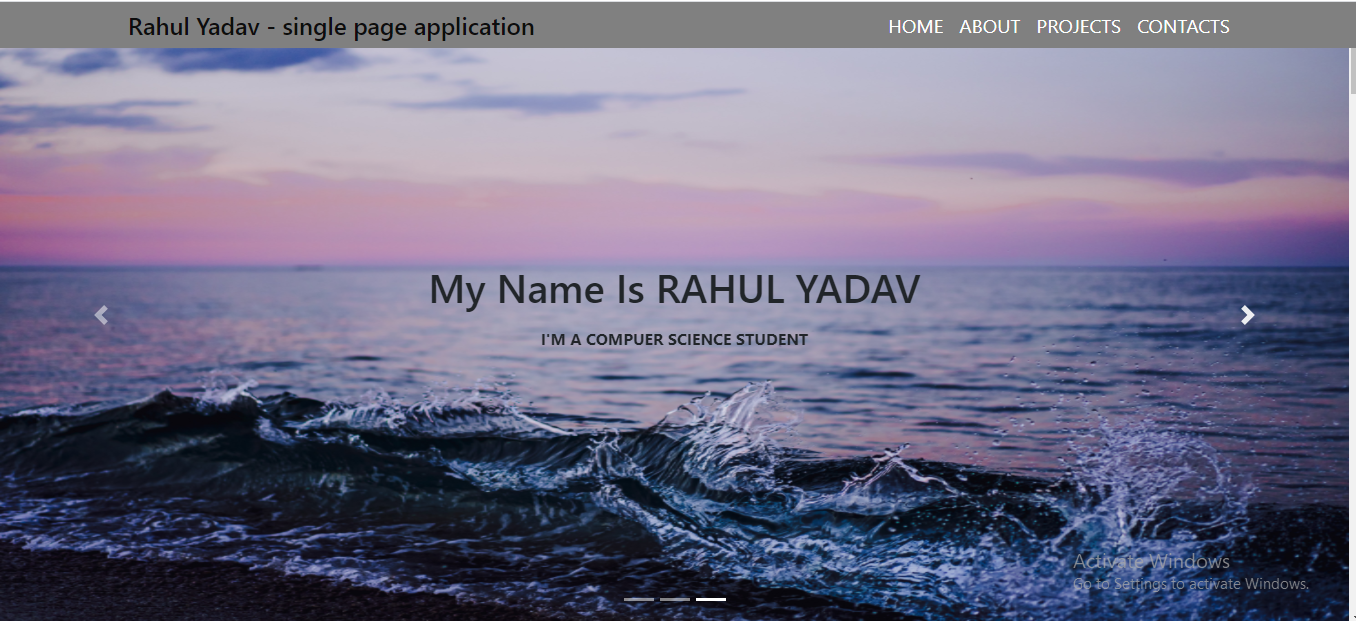 Rahul Yadav - single page application HOME ABOUT PROJECTS CONTACTS
My Name Is RAHUL YADAV
I'M A COMPUER SCIENCE STUDENT
Activate Windows
Go to Settings to activate Windows.